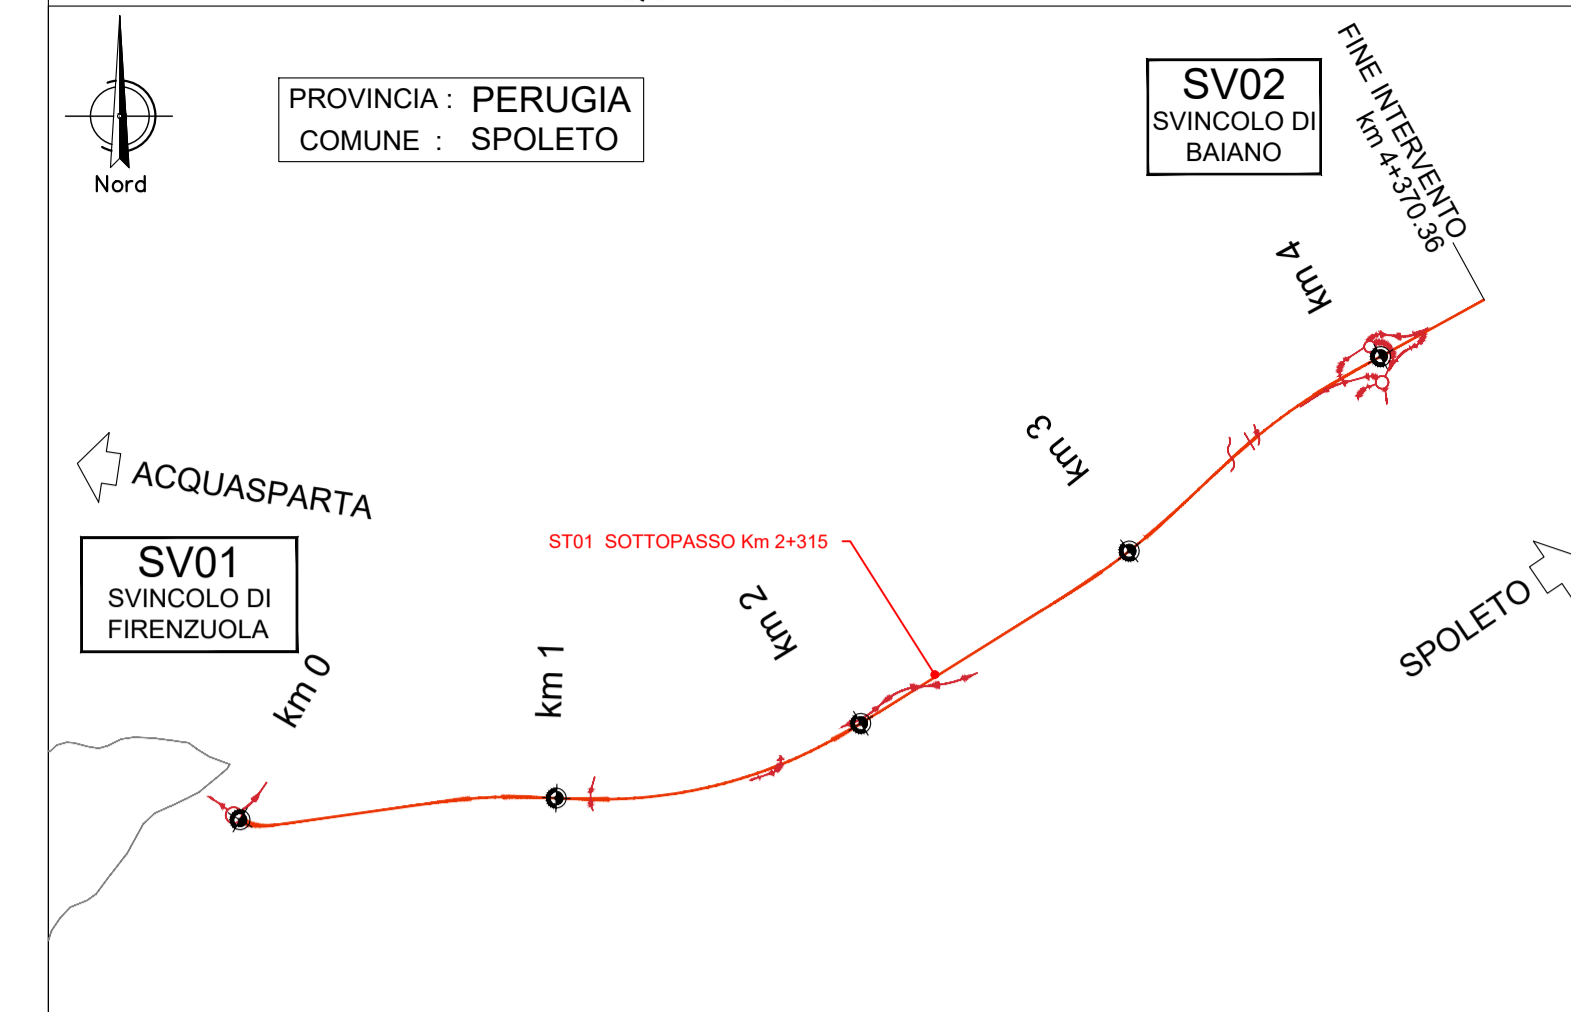 Nord
PROVINCIA : PERUGIA
COMUNE : SPOLETO
SV02
SVINCOLO DI
BAIANO
FINE INTERVENTO
km 4+370.36
km 4
km 3
ACQUASPARTA
SV01
SVINCOLO DI
FIRENZUOLA
ST01 SOTTOPASSO Km 2+315
km 2
SPOLETO
km 1
km 0